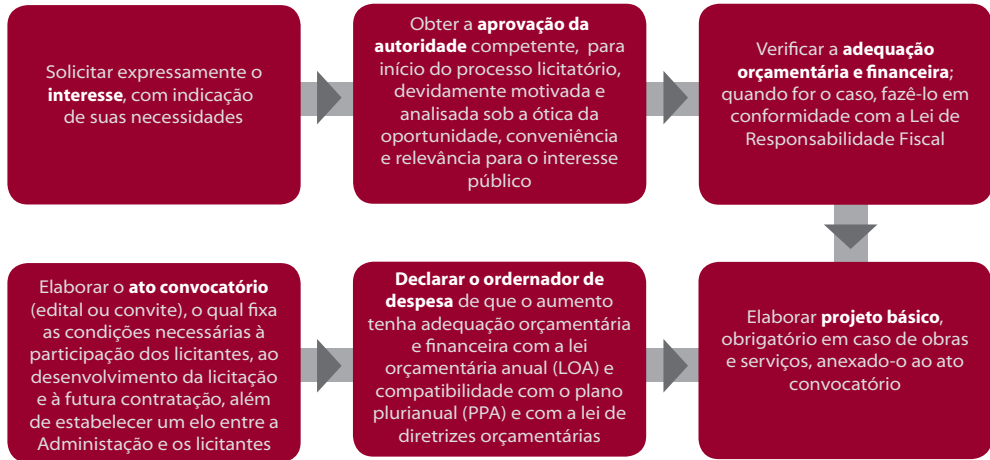 Solicitar expressamente o
interesse, com indicação
de suas necessidades
Obter a aprovação da
autoridade competente, para
início do processo licitatório,
devidamente motivada e
analisada sob a ótica da
oportunidade, conveniência
e relevância para o interesse
público
Verificar a adequação
orçamentária e financeira;
quando for o caso, fazê-lo em
conformidade com a Lei de
Responsabilidade Fiscal
Elaborar o ato convocatório
(edital ou convite), o qual fixa
as condições necessárias à
participação dos licitantes, ao
desenvolvimento da licitação
e à futura contratação, além
de estabelecer um elo entre a
Administação e os licitantes
Declarar o ordernador de
despesa de que o aumento
tenha adequação orçamentária
e financeira com a lei
orçamentária anual (LOA) e
compatibilidade com o plano
plurianual (PPA) e com a lei de
diretrizes orçamentárias
Elaborar projeto básico,
obrigatório em caso de obras
e serviços, anexado-o ao ato
convocatório